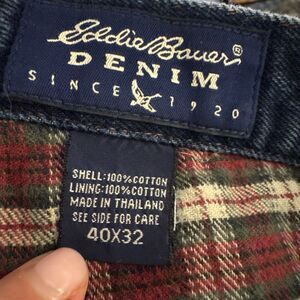 Eddie Bauer®
DENIM
SINCE 1920
SHELL:100%COTTON
LINING:100%COTTON
MADE IN THAILAND
SEE SIDE FOR CARE
40X32